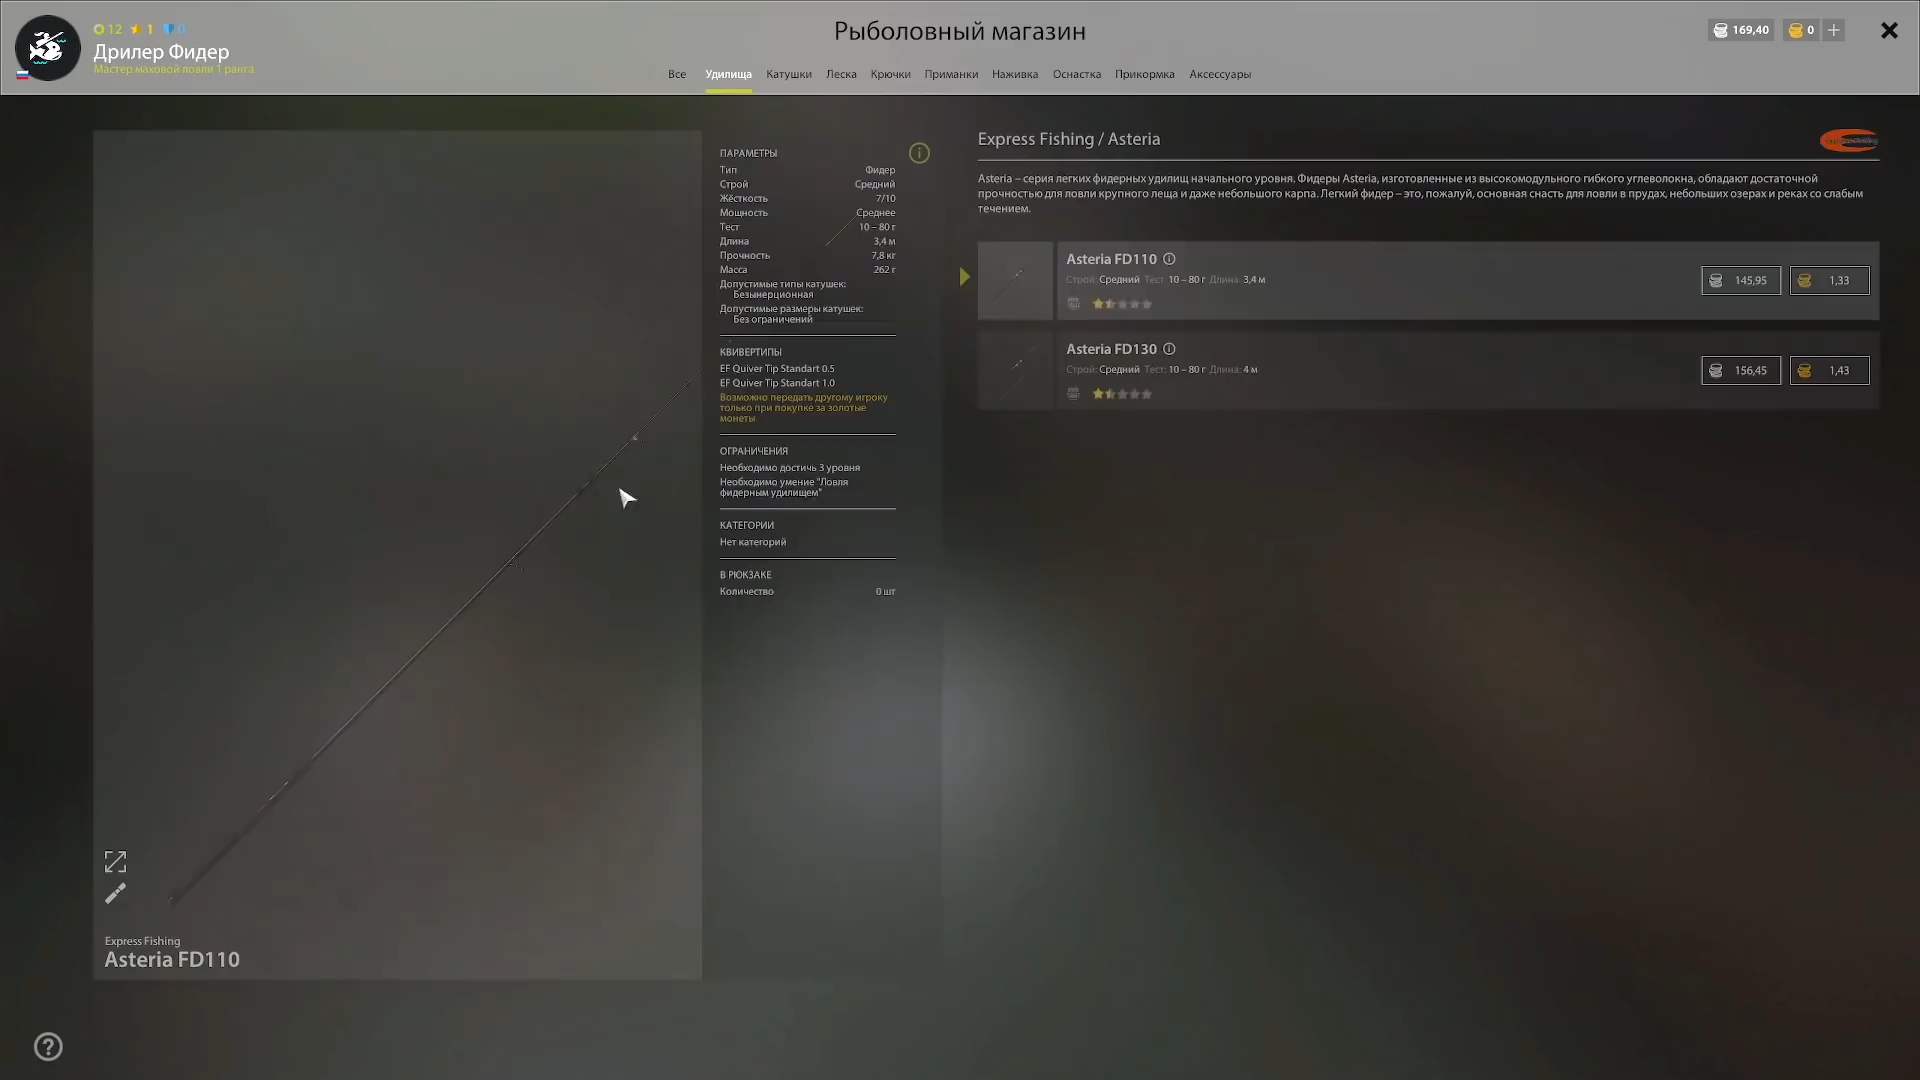 12 1 0
Дрилер Фидер
Мастер маховой ловли 1 ранга
Рыболовный магазин
169,40 0 +
Все Удилища Катушки Леска Крючки Приманки Наживка Оснастка Прикормка Аксессуары
ПАРАМЕТРЫ
Тип Фидер
Строй Средний
Жёсткость 7/10
Мощность Среднее
Тест 10 – 80 г
Длина 3,4 м
Прочность 7,8 кг
Масса 262 г
Допустимые типы катушек:
Безынерционная
Допустимые размеры катушек:
Без ограничений
КВИВЕРТИПЫ
EF Quiver Tip Standart 0.5
EF Quiver Tip Standart 1.0
Возможно передать другому игроку
только при покупке за золотые
монеты
ОГРАНИЧЕНИЯ
Необходимо достичь 3 уровня
Необходимо умение "Ловля
фидерным удилищем"
КАТЕГОРИИ
Нет категорий
В РЮКЗАКЕ
Количество 0 шт
Express Fishing
Asteria FD110
Express Fishing / Asteria
Asteria – серия легких фидерных удилищ начального уровня. Фидеры Asteria, изготовленные из высокомодульного гибкого углеволокна, обладают достаточной
прочностью для ловли крупного леща и даже небольшого карпа. Легкий фидер – это, пожалуй, основная снасть для ловли в прудах, небольших озерах и реках со слабым
течением.
Asteria FD110
Строй: Средний Тест: 10 – 80 г Длина: 3,4 м
145,95 1,33
Asteria FD130
Строй: Средний Тест: 10 – 80 г Длина: 4 м
156,45 1,43